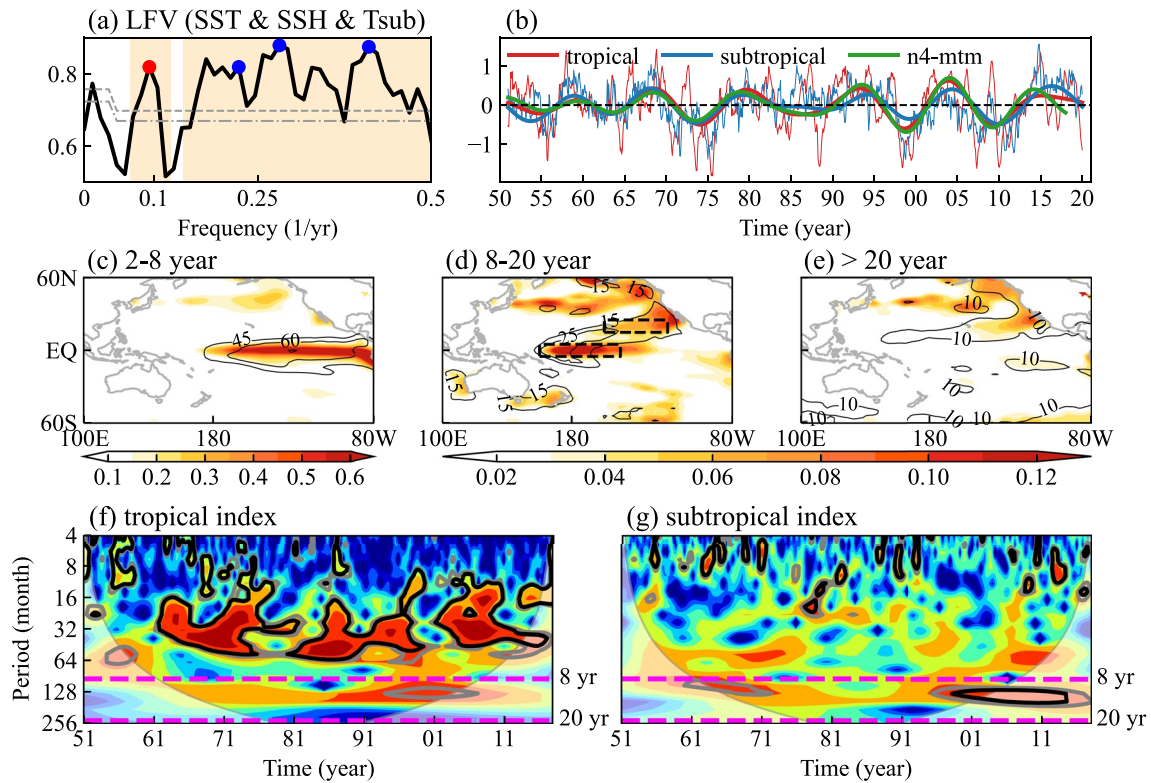 (a) LFV (SST & SSH & Tsub)
0.8
0.6
0 0.1 0.25 0.5
Frequency (1/yr)
(b)
tropical subtropical n4-mtm
1
0
−1
50 55 60 65 70 75 80 85 90 95 00 05 10 15 20
Time (year)
(c) 2-8 year
60N
EQ
60S
100E 180 80W
45
60
0.1 0.2 0.3 0.4 0.5 0.6
(d) 8-20 year
15
15
15
25
15
15
15
100E 180 80W
(e) > 20 year
10
10
10
10
10
10
10
10
10
100E 180 80W
0.02 0.04 0.06 0.08 0.10 0.12
(f) tropical index
Period (month)
4
8
16
32
64
128
256
8 yr
20 yr
51 61 71 81 91 01 11
Time (year)
(g) subtropical index
8 yr
20 yr
51 61 71 81 91 01 11
Time (year)